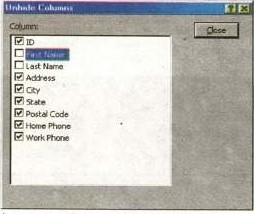 Unhide Columns
Column:
Close
ID
First Name
Last Name
Address
City
State
Postal Code
Home Phone
Work Phone